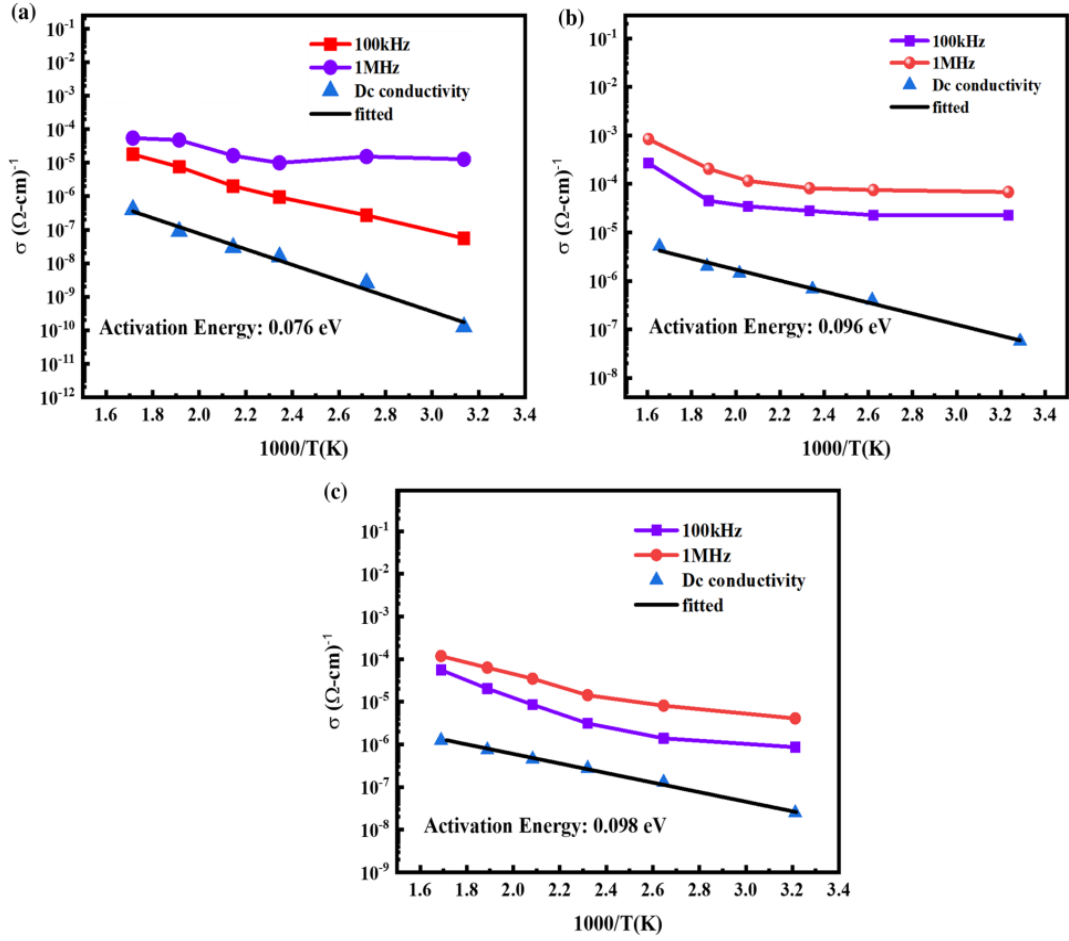 (a)
10⁻¹
10⁻²
10⁻³
10⁻⁴
10⁻⁵
10⁻⁶
10⁻⁷
10⁻⁸
10⁻⁹
10⁻¹⁰
10⁻¹¹
10⁻¹²
σ (Ω-cm)⁻¹
100kHz
1MHz
Dc conductivity
fitted
Activation Energy: 0.076 eV
1.6 1.8 2.0 2.2 2.4 2.6 2.8 3.0 3.2 3.4
1000/T(K)
(b)
10⁻¹
10⁻²
10⁻³
10⁻⁴
10⁻⁵
10⁻⁶
10⁻⁷
10⁻⁸
σ (Ω-cm)⁻¹
100kHz
1MHz
Dc conductivity
fitted
Activation Energy: 0.096 eV
1.6 1.8 2.0 2.2 2.4 2.6 2.8 3.0 3.2 3.4
1000/T(K)
(c)
10⁻¹
10⁻²
10⁻³
10⁻⁴
10⁻⁵
10⁻⁶
10⁻⁷
10⁻⁸
10⁻⁹
σ (Ω-cm)⁻¹
100kHz
1MHz
Dc conductivity
fitted
Activation Energy: 0.098 eV
1.6 1.8 2.0 2.2 2.4 2.6 2.8 3.0 3.2 3.4
1000/T(K)